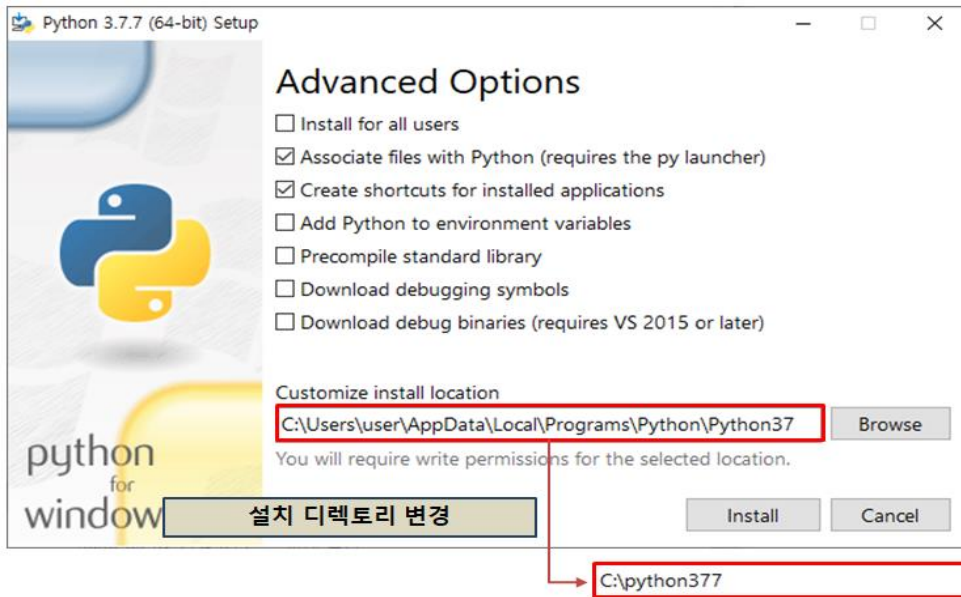 Python 3.7.7 (64-bit) Setup
Advanced Options
Install for all users
Associate files with Python (requires the py launcher)
Create shortcuts for installed applications
Add Python to environment variables
Precompile standard library
Download debugging symbols
Download debug binaries (requires VS 2015 or later)
Customize install location
C:\Users\user\AppData\Local\Programs\Python\Python37
Browse
You will require write permissions for the selected location.
python
for
window
설치 디렉토리 변경
Install
Cancel
C:\python377